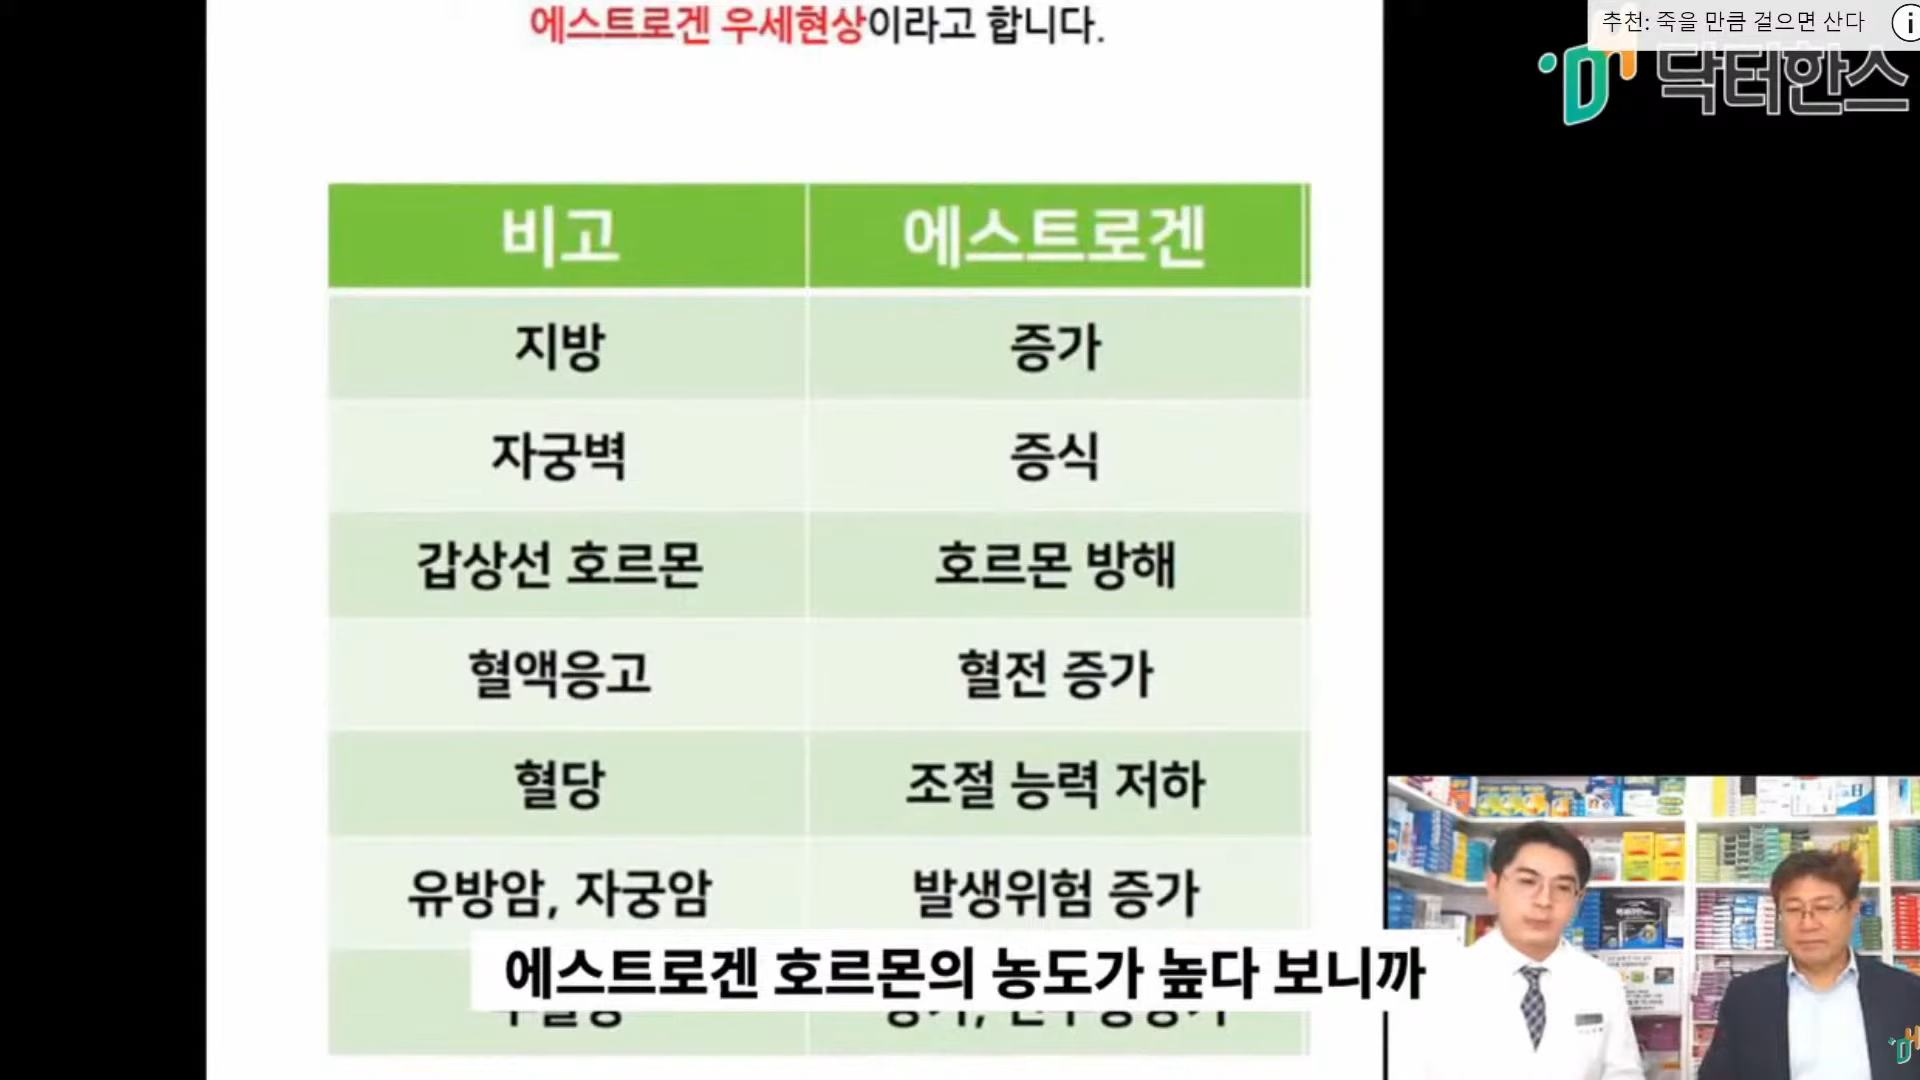 에스트로겐 우세현상이라고 합니다.
추천: 죽을 만큼 걸으면 산다
닥터한스
비고 에스트로겐
지방 증가
자궁벽 증식
갑상선 호르몬 호르몬 방해
혈액응고 혈전 증가
혈당 조절 능력 저하
유방암, 자궁암 발생위험 증가
에스트로겐 호르몬의 농도가 높다 보니까